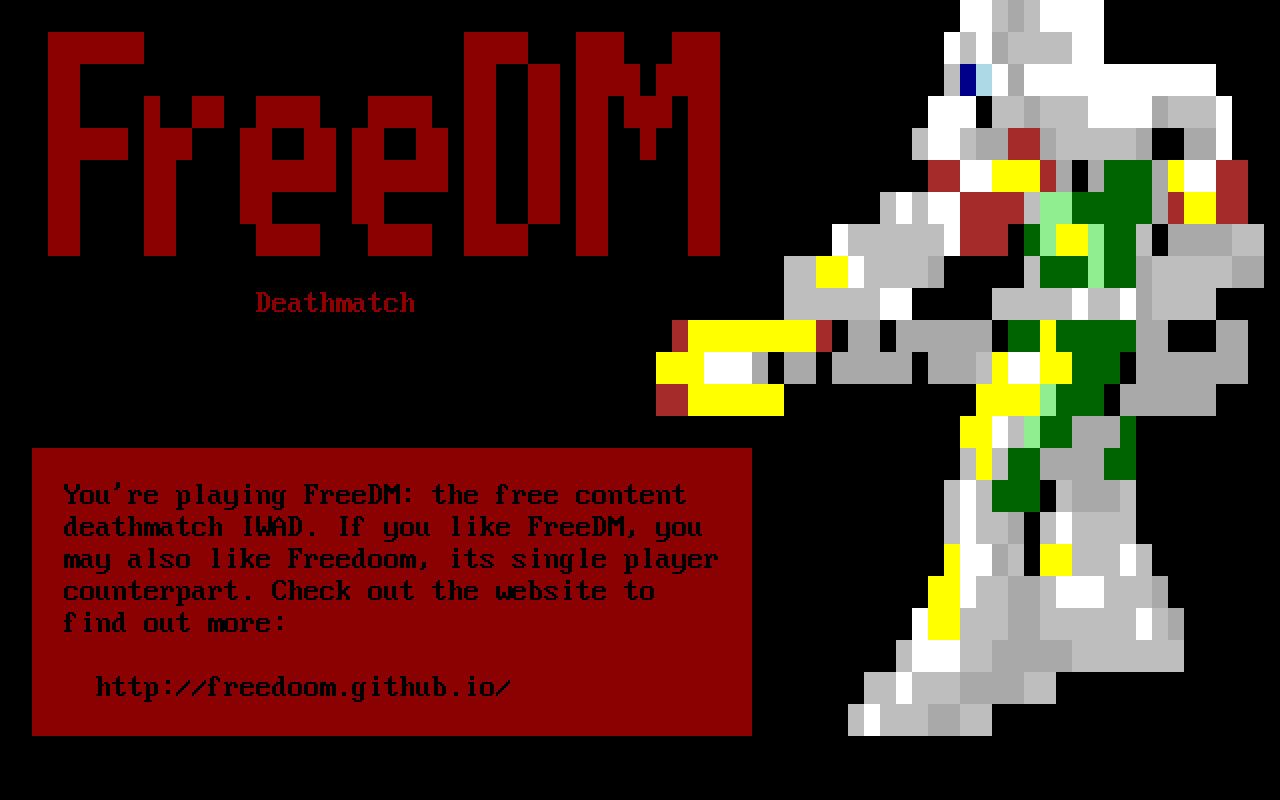 FreeDM
Deathmatch
You're playing FreeDM: the free content
deathmatch IWAD. If you like FreeDM, you
may also like Freedoom, its single player
counterpart. Check out the website to
find out more:
http://freedoom.github.io/